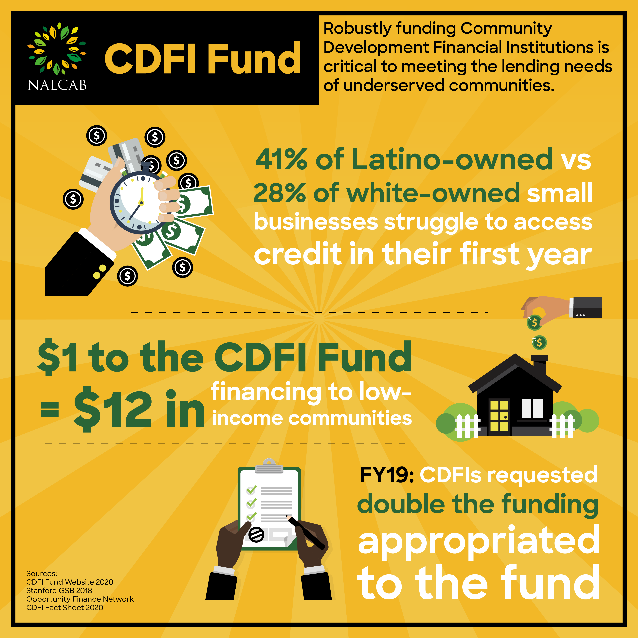 NALCAB
CDFI Fund
Robustly funding Community
Development Financial Institutions is
critical to meeting the lending needs
of underserved communities.
41% of Latino-owned vs
28% of white-owned small
businesses struggle to access
credit in their first year
$1 to the CDFI Fund
= $12 in financing to low-
income communities
FY19: CDFIs requested
double the funding
appropriated
to the fund
Sources:
CDFI Fund Website 2020
Stanford GSB 2018
Opportunity Finance Network
CDFI Fact Sheet 2020